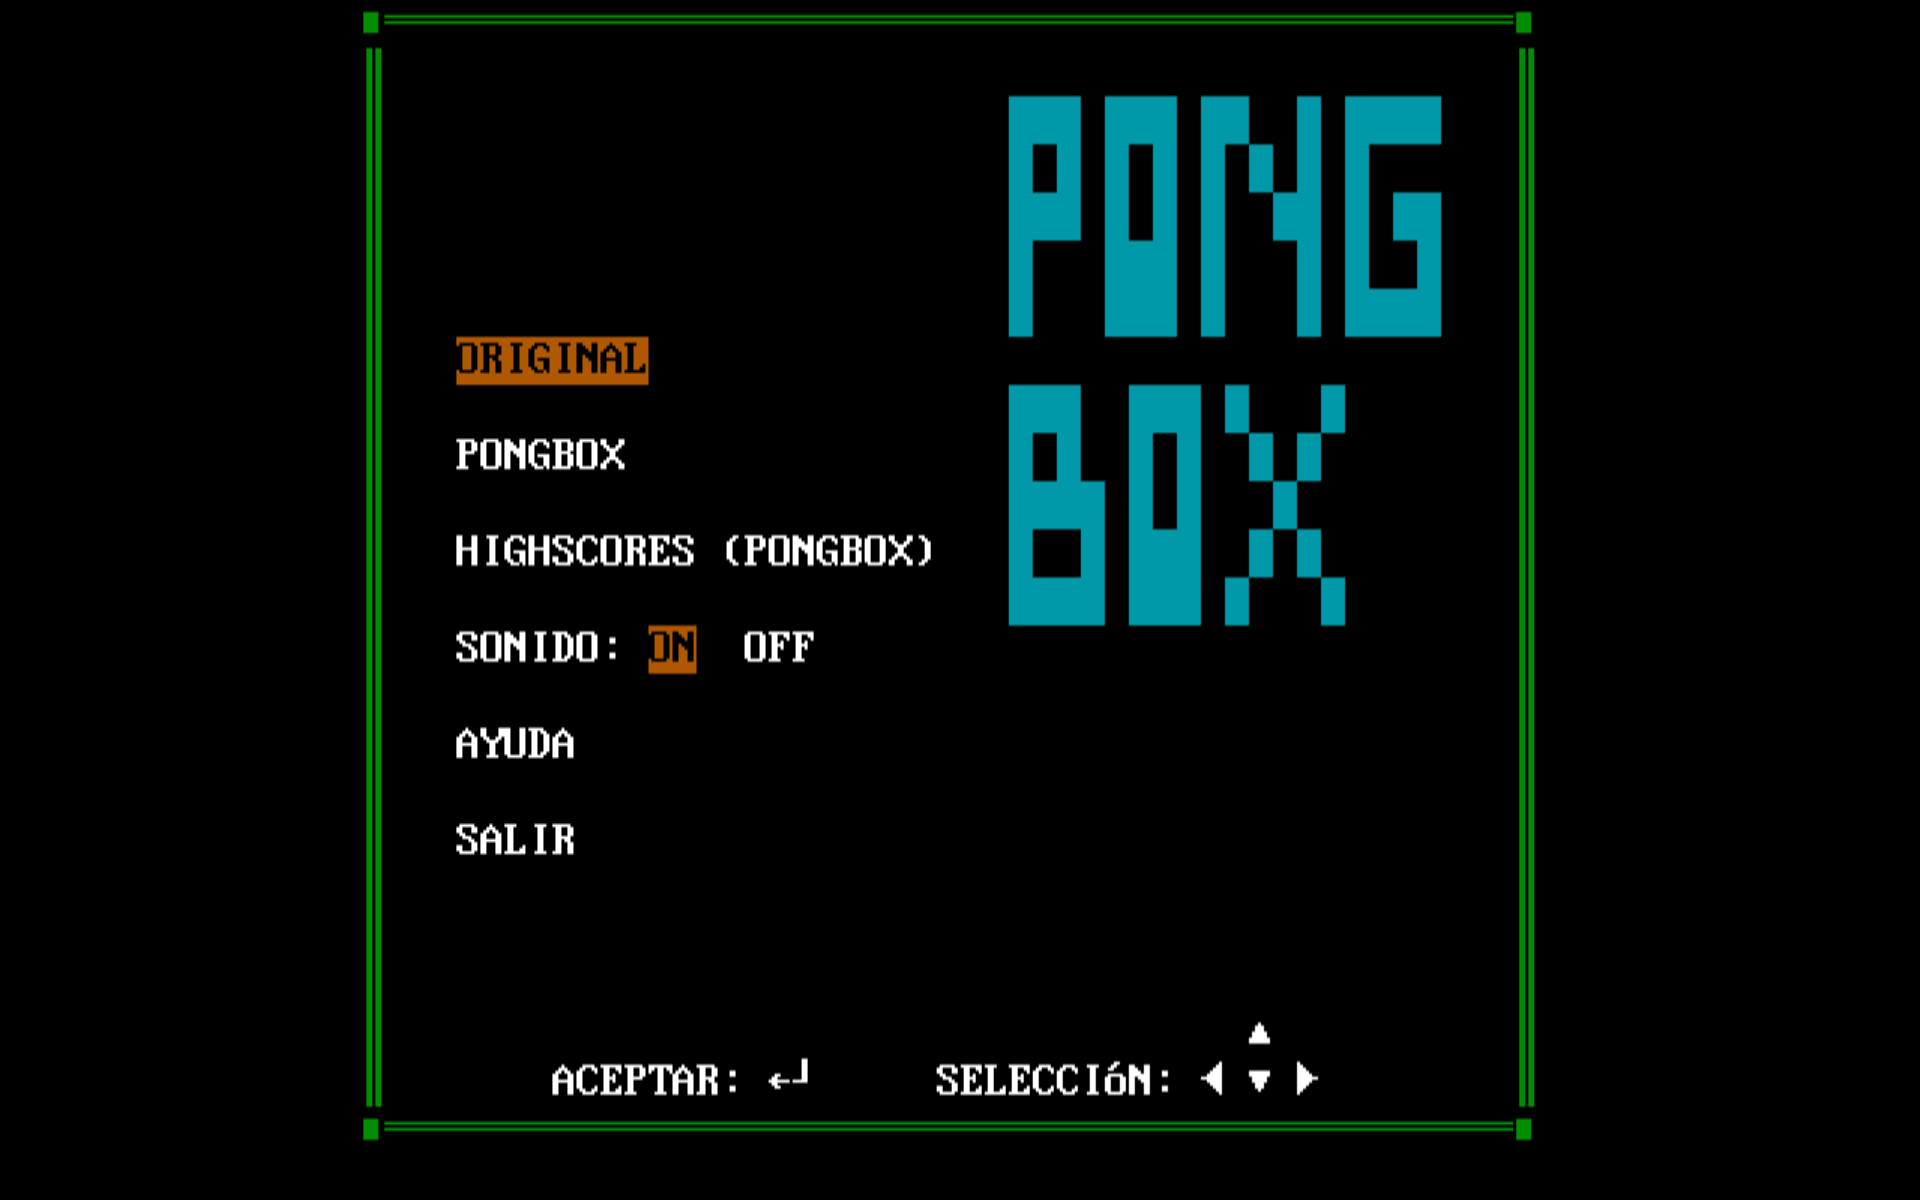 PONG
BOX
ORIGINAL
PONGBOX
HIGHSCORES (PONGBOX)
SONIDO: ON OFF
AYUDA
SALIR
ACEPTAR: ↵ SELECCIóN: ◄ ▲ ▼ ►